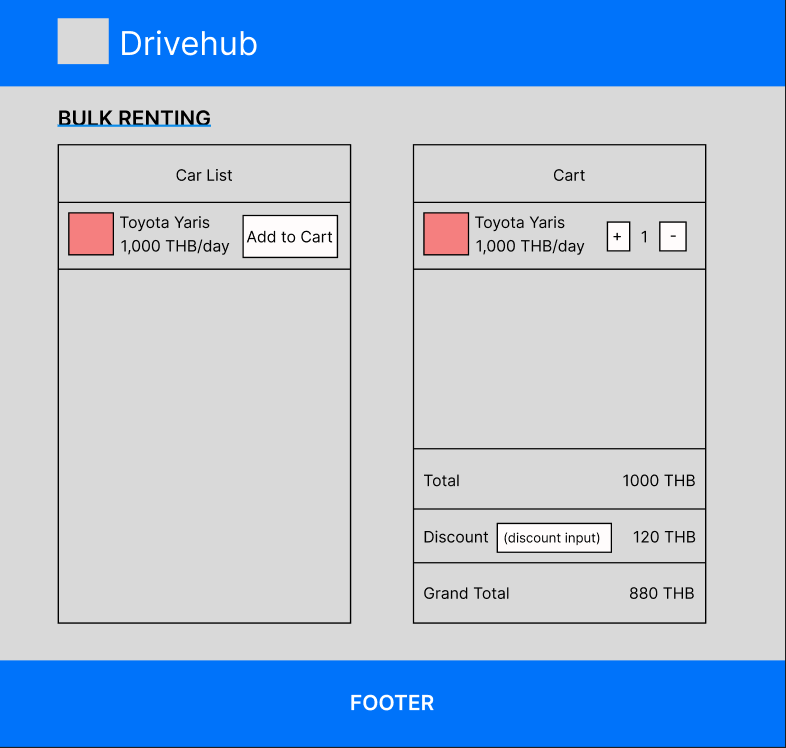 Drivehub
BULK RENTING
Car List
Toyota Yaris
1,000 THB/day
Add to Cart
Cart
Toyota Yaris
1,000 THB/day
+ 1 -
Total 1000 THB
Discount (discount input) 120 THB
Grand Total 880 THB
FOOTER